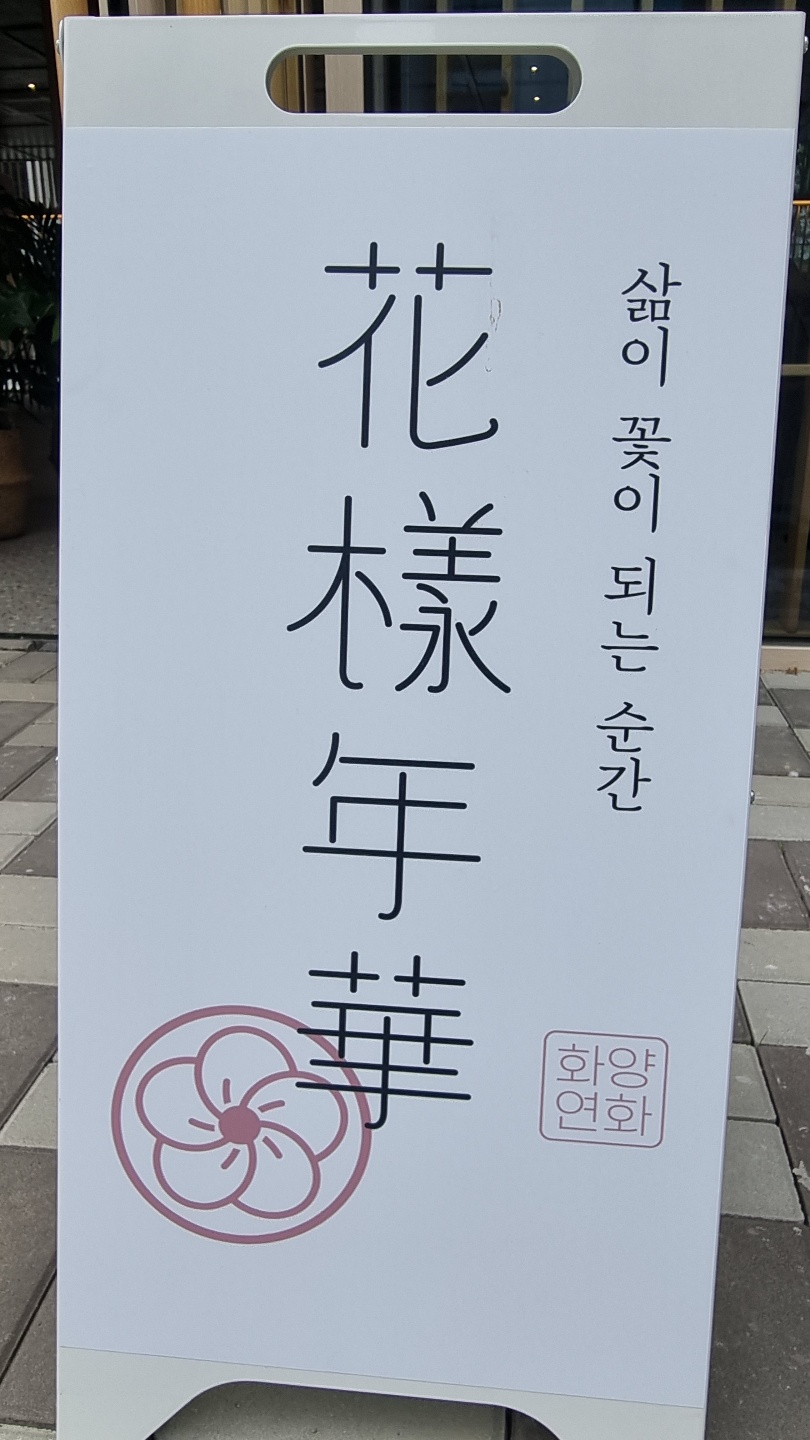 삶이 꽃이 되는 순간
花樣年華
화양
연화